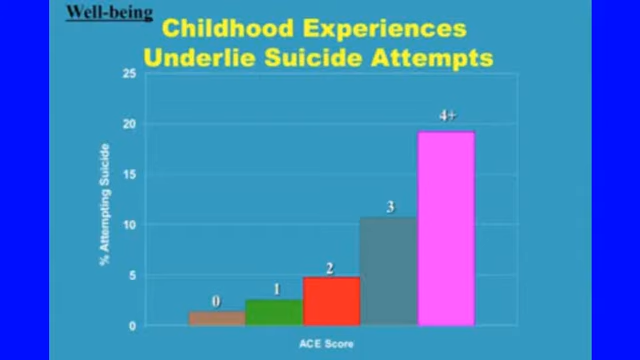 Well-being
Childhood Experiences
Underlie Suicide Attempts
25
20
15
10
5
0
% Attempting Suicide
0
1
2
3
4+
ACE Score